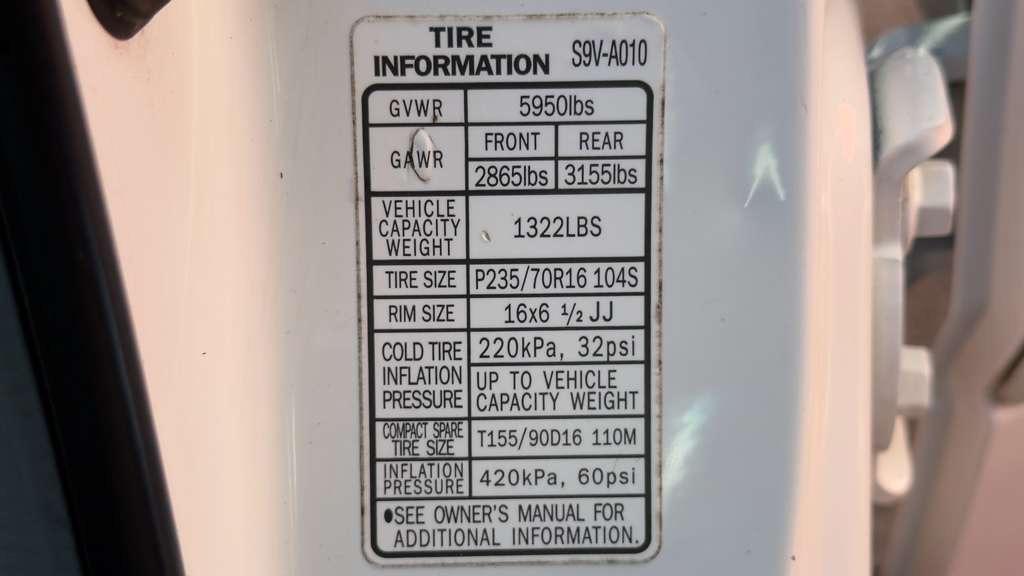 TIRE
INFORMATION S9V-A010
GVWR 5950lbs
GAWR FRONT REAR
2865lbs 3155lbs
VEHICLE
CAPACITY
WEIGHT 1322LBS
TIRE SIZE P235/70R16 104S
RIM SIZE 16x6 ½ JJ
COLD TIRE
INFLATION
PRESSURE 220kPa, 32psi
UP TO VEHICLE
CAPACITY WEIGHT
COMPACT SPARE
TIRE SIZE T155/90D16 110M
INFLATION
PRESSURE 420kPa, 60psi
●SEE OWNER'S MANUAL FOR
ADDITIONAL INFORMATION.